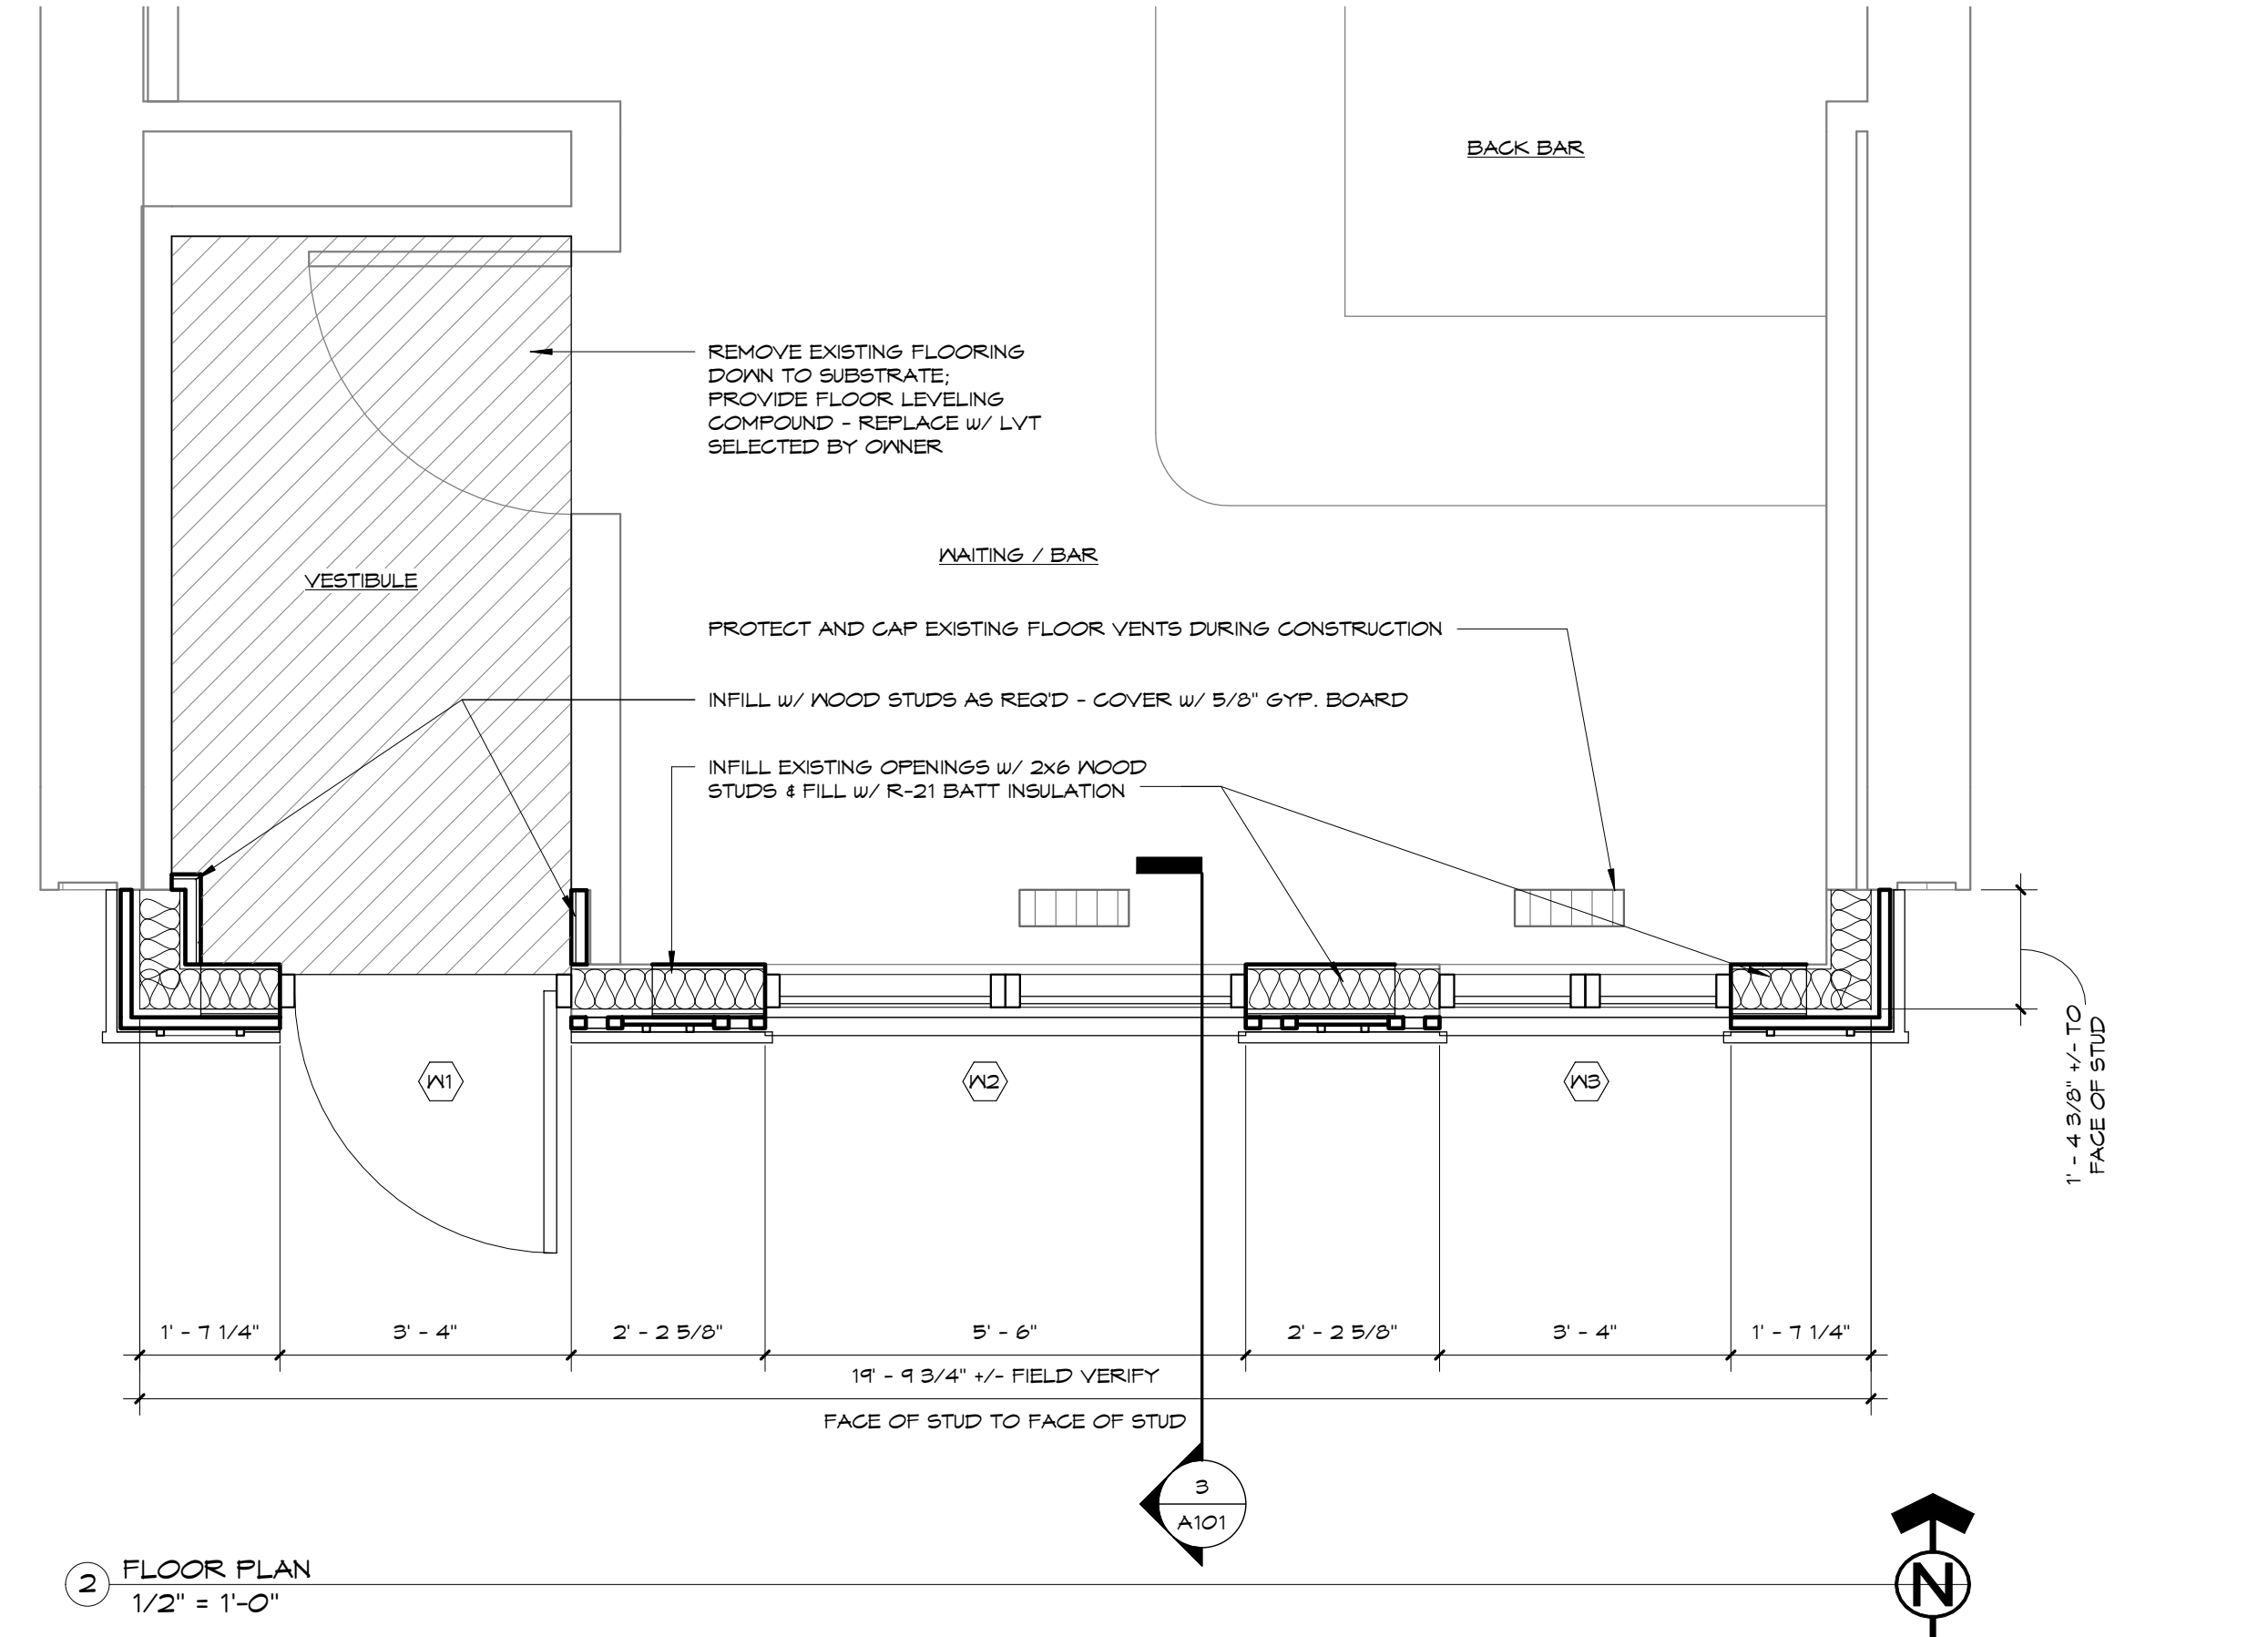 BACK BAR
REMOVE EXISTING FLOORING
DOWN TO SUBSTRATE;
PROVIDE FLOOR LEVELING
COMPOUND - REPLACE w/ LVT
SELECTED BY OWNER
WAITING / BAR
VESTIBULE
PROTECT AND CAP EXISTING FLOOR VENTS DURING CONSTRUCTION
INFILL w/ WOOD STUDS AS REQ'D - COVER w/ 5/8" GYP. BOARD
INFILL EXISTING OPENINGS w/ 2x6 WOOD
STUDS & FILL w/ R-21 BATT INSULATION
W1
W2
W3
1' - 4 3/8" +/- TO
FACE OF STUD
1' - 7 1/4"
3' - 4"
2' - 2 5/8"
5' - 6"
2' - 2 5/8"
3' - 4"
1' - 7 1/4"
19' - 9 3/4" +/- FIELD VERIFY
FACE OF STUD TO FACE OF STUD
3
A101
2
FLOOR PLAN
1/2" = 1'-0"
N